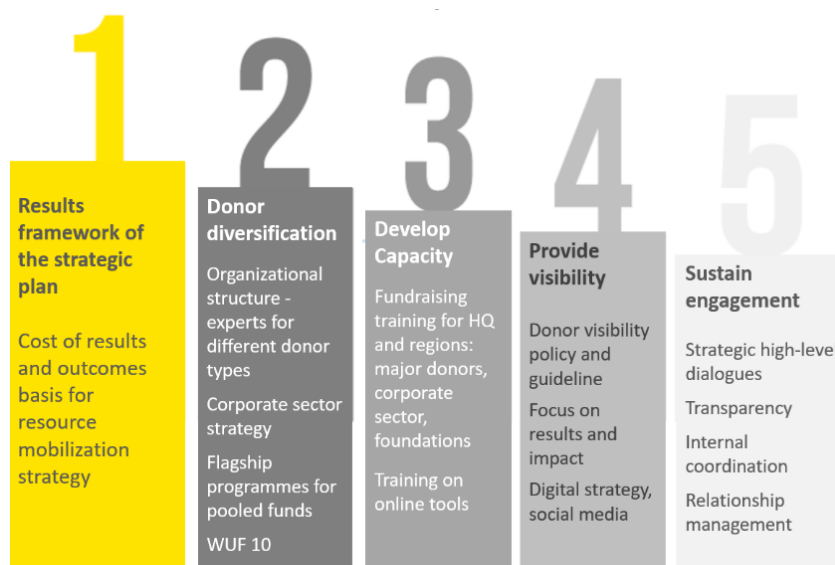 1
Results
framework of
the strategic
plan
Cost of results
and outcomes
basis for
resource
mobilization
strategy
2
Donor
diversification
Organizational
structure -
experts for
different donor
types
Corporate sector
strategy
Flagship
programmes for
pooled funds
WUF 10
3
Develop
Capacity
Fundraising
training for HQ
and regions:
major donors,
corporate
sector,
foundations
Training on
online tools
4
Provide
visibility
Donor visibility
policy and
guideline
Focus on
results and
impact
Digital strategy,
social media
5
Sustain
engagement
Strategic high-leve
dialogues
Transparency
Internal
coordination
Relationship
management